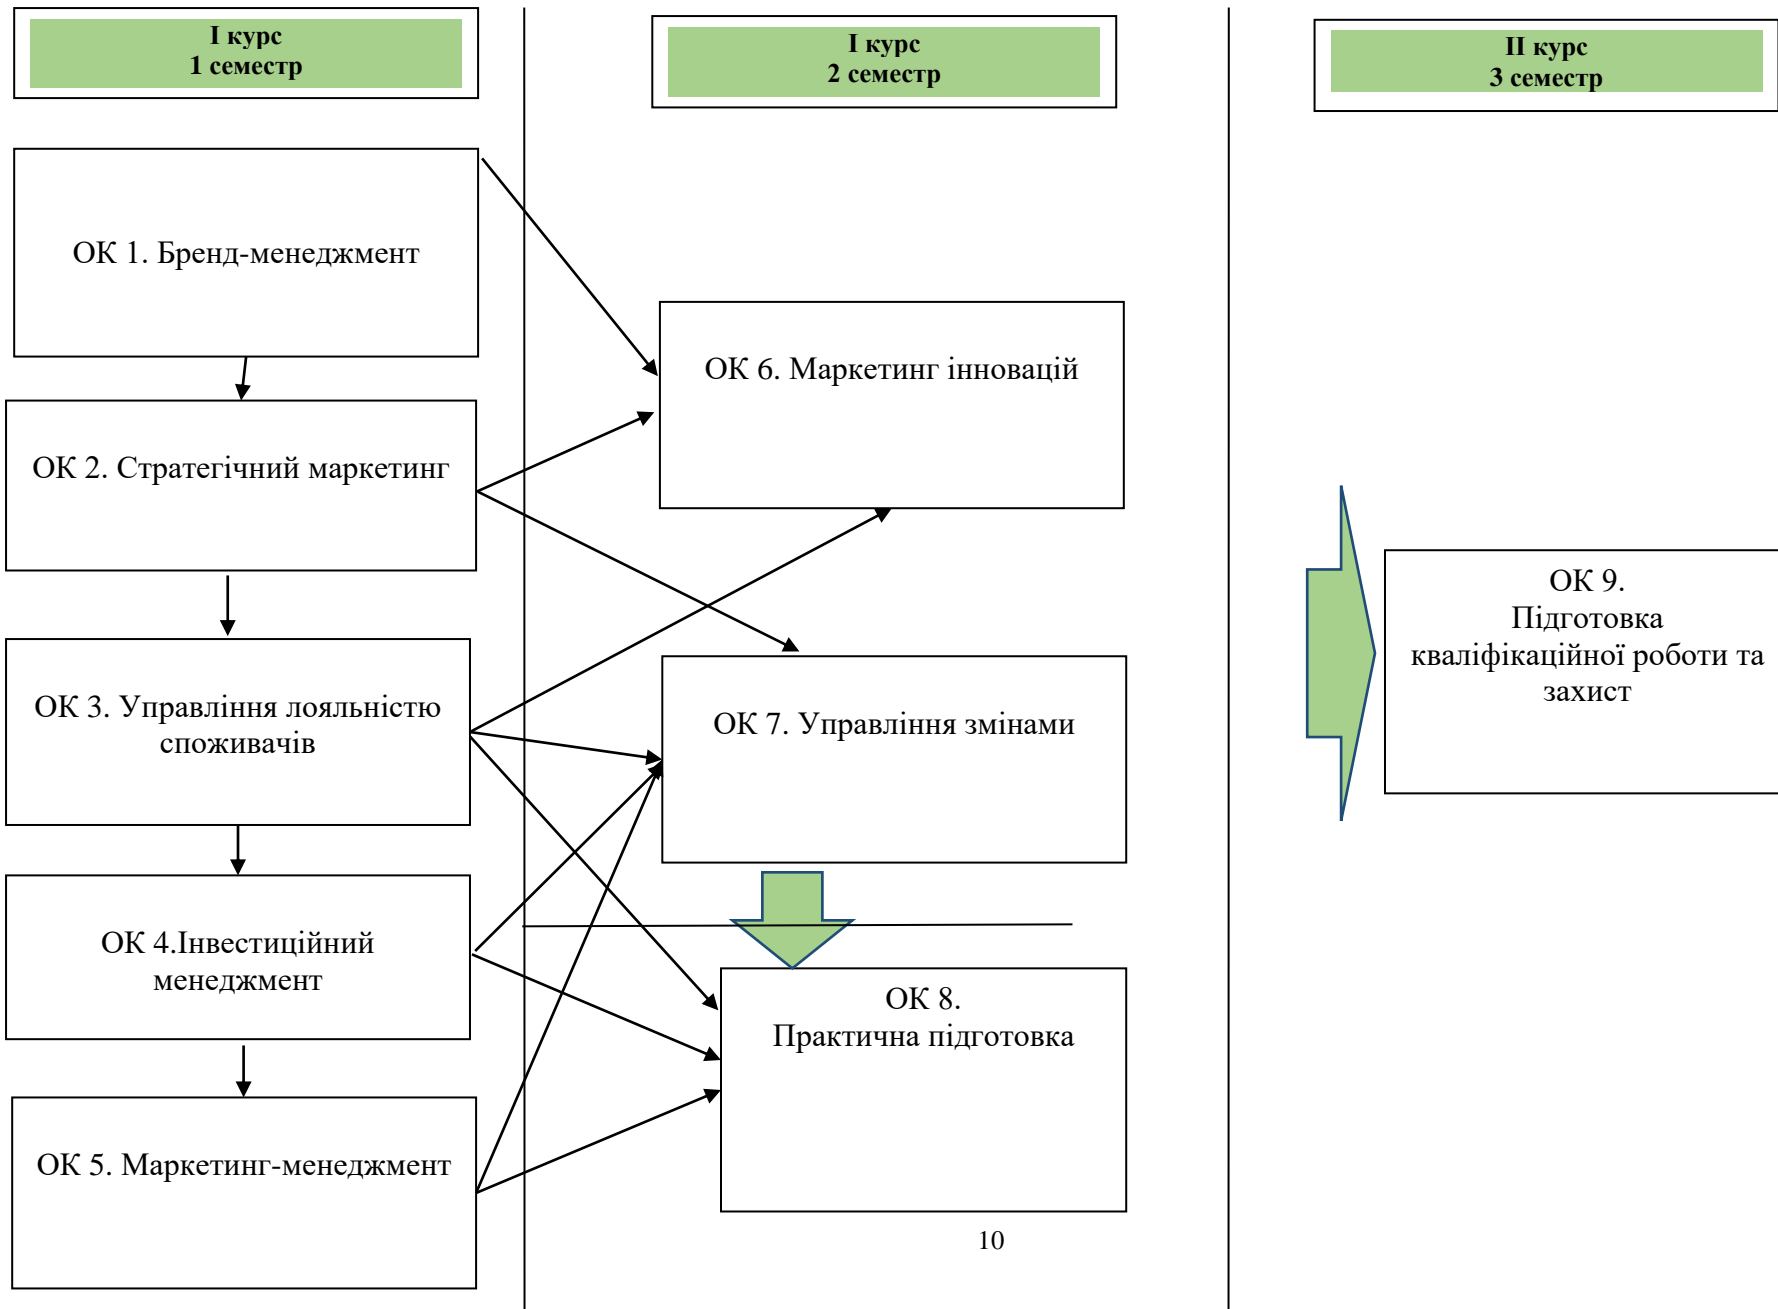 І курс
1 семестр
І курс
2 семестр
ІІ курс
3 семестр
ОК 1. Бренд-менеджмент
ОК 2. Стратегічний маркетинг
ОК 3. Управління лояльністю
споживачів
ОК 4.Інвестиційний
менеджмент
ОК 5. Маркетинг-менеджмент
ОК 6. Маркетинг інновацій
ОК 7. Управління змінами
ОК 8.
Практична підготовка
ОК 9.
Підготовка
кваліфікаційної роботи та
захист
10